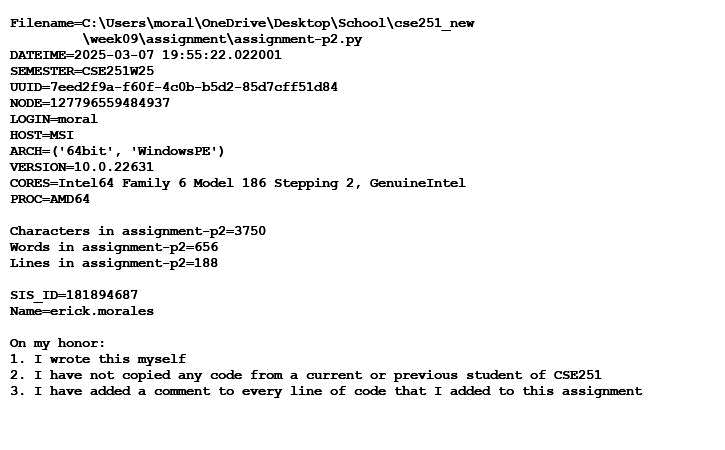 Filename=C:\Users\moral\OneDrive\Desktop\School\cse251_new
\week09\assignment\assignment-p2.py
DATEIME=2025-03-07 19:55:22.022001
SEMESTER=CSE251W25
UUID=7eed2f9a-f60f-4c0b-b5d2-85d7cff51d84
NODE=127796559484937
LOGIN=moral
HOST=MSI
ARCH=('64bit', 'WindowsPE')
VERSION=10.0.22631
CORES=Intel64 Family 6 Model 186 Stepping 2, GenuineIntel
PROC=AMD64
Characters in assignment-p2=3750
Words in assignment-p2=656
Lines in assignment-p2=188
SIS_ID=181894687
Name=erick.morales
On my honor:
1. I wrote this myself
2. I have not copied any code from a current or previous student of CSE251
3. I have added a comment to every line of code that I added to this assignment